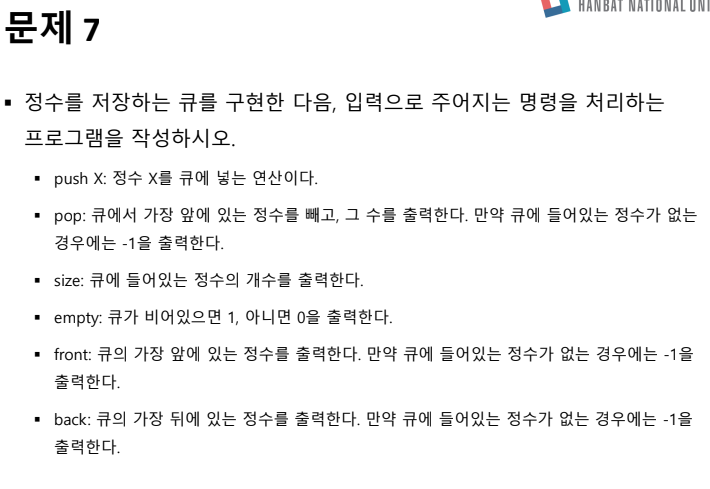 HANBAT NATIONAL UNI
문제 7
▪ 정수를 저장하는 큐를 구현한 다음, 입력으로 주어지는 명령을 처리하는
프로그램을 작성하시오.
▪ push X: 정수 X를 큐에 넣는 연산이다.
▪ pop: 큐에서 가장 앞에 있는 정수를 빼고, 그 수를 출력한다. 만약 큐에 들어있는 정수가 없는
경우에는 -1을 출력한다.
▪ size: 큐에 들어있는 정수의 개수를 출력한다.
▪ empty: 큐가 비어있으면 1, 아니면 0을 출력한다.
▪ front: 큐의 가장 앞에 있는 정수를 출력한다. 만약 큐에 들어있는 정수가 없는 경우에는 -1을
출력한다.
▪ back: 큐의 가장 뒤에 있는 정수를 출력한다. 만약 큐에 들어있는 정수가 없는 경우에는 -1을
출력한다.